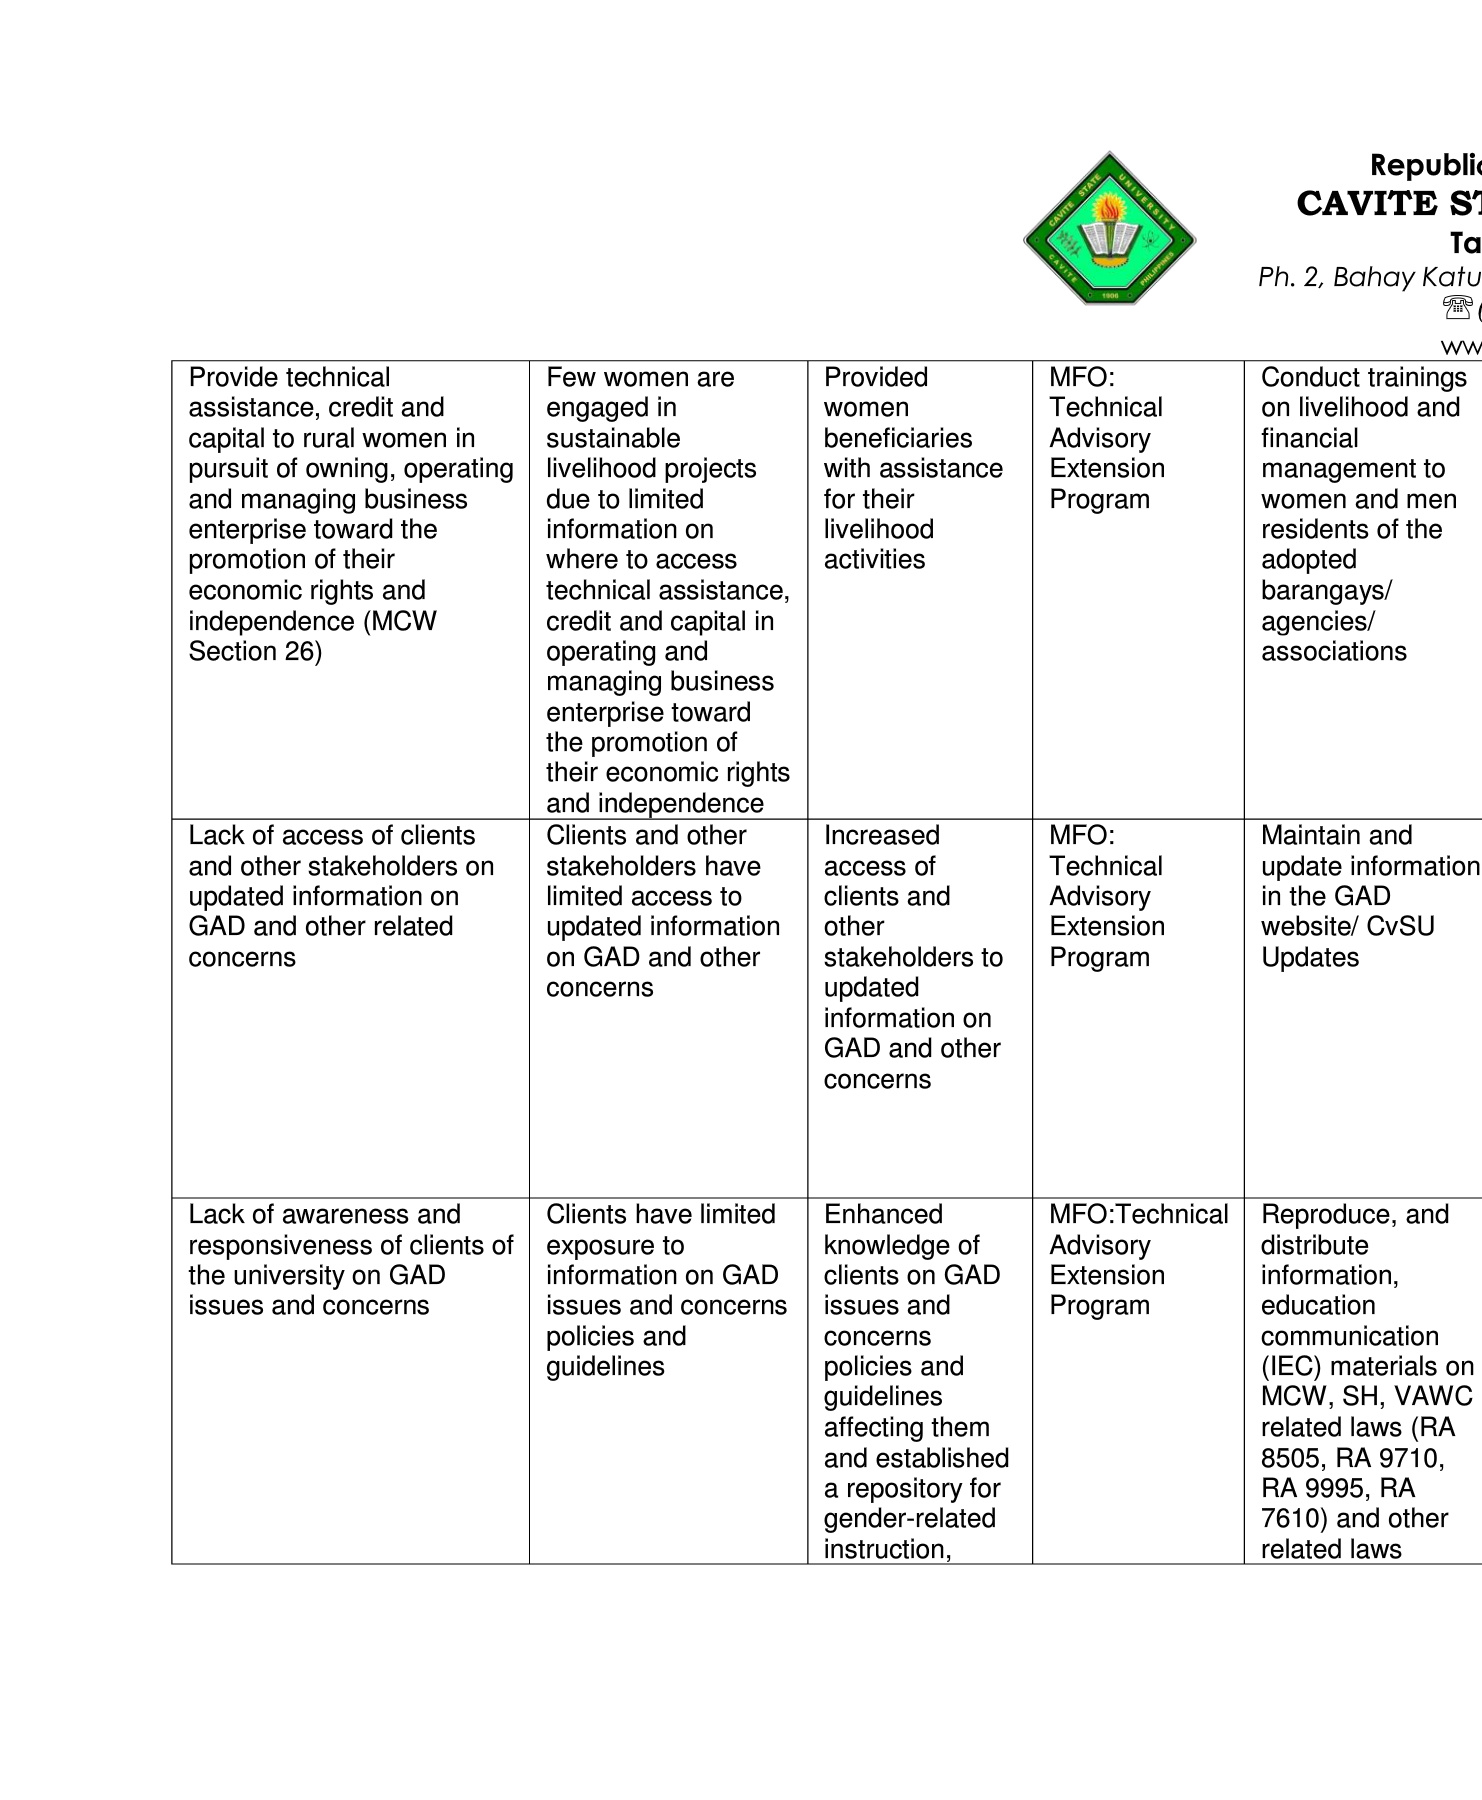 CAVITE STATE UNIVERSITY
CAVITE PHILIPPINES
1906
Republic
CAVITE
Ph. 2, Bahay
Provide technical
assistance, credit and
capital to rural women in
pursuit of owning, operating
and managing business
enterprise toward the
promotion of their
economic rights and
independence (MCW
Section 26)
Few women are
engaged in
sustainable
livelihood projects
due to limited
information on
where to access
technical assistance,
credit and capital in
operating and
managing business
enterprise toward
the promotion of
their economic rights
and independence
Provided
women
beneficiaries
with assistance
for their
livelihood
activities
MFO:
Technical
Advisory
Extension
Program
Conduct trainings
on livelihood and
financial
management to
women and men
residents of the
adopted
barangays/
agencies/
associations
Lack of access of clients
and other stakeholders on
updated information on
GAD and other related
concerns
Clients and other
stakeholders have
limited access to
updated information
on GAD and other
concerns
Increased
access of
clients and
other
stakeholders to
updated
information on
GAD and other
concerns
MFO:
Technical
Advisory
Extension
Program
Maintain and
update information
in the GAD
website/ CvSU
Updates
Lack of awareness and
responsiveness of clients of
the university on GAD
issues and concerns
Clients have limited
exposure to
information on GAD
issues and concerns
policies and
guidelines
Enhanced
knowledge of
clients on GAD
issues and
concerns
policies and
guidelines
affecting them
and established
a repository for
gender-related
instruction,
MFO:Technical
Advisory
Extension
Program
Reproduce, and
distribute
information,
education
communication
(IEC) materials on
MCW, SH, VAWC
related laws (RA
8505, RA 9710,
RA 9995, RA
7610) and other
related laws